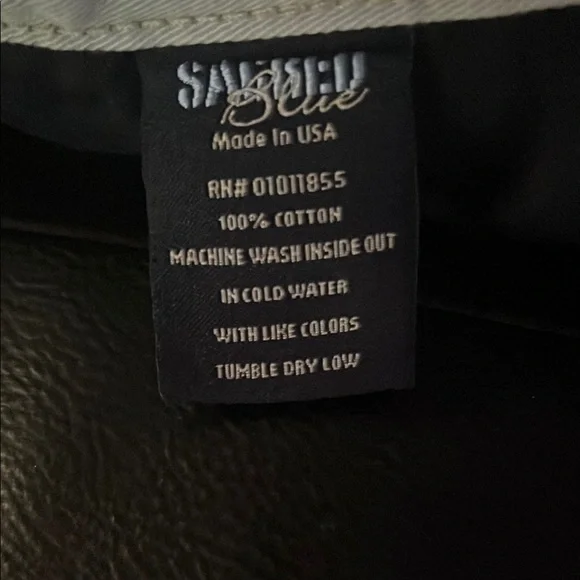 SACRED
Blue
Made In USA
RN# 01011855
100% COTTON
MACHINE WASH INSIDE OUT
IN COLD WATER
WITH LIKE COLORS
TUMBLE DRY LOW